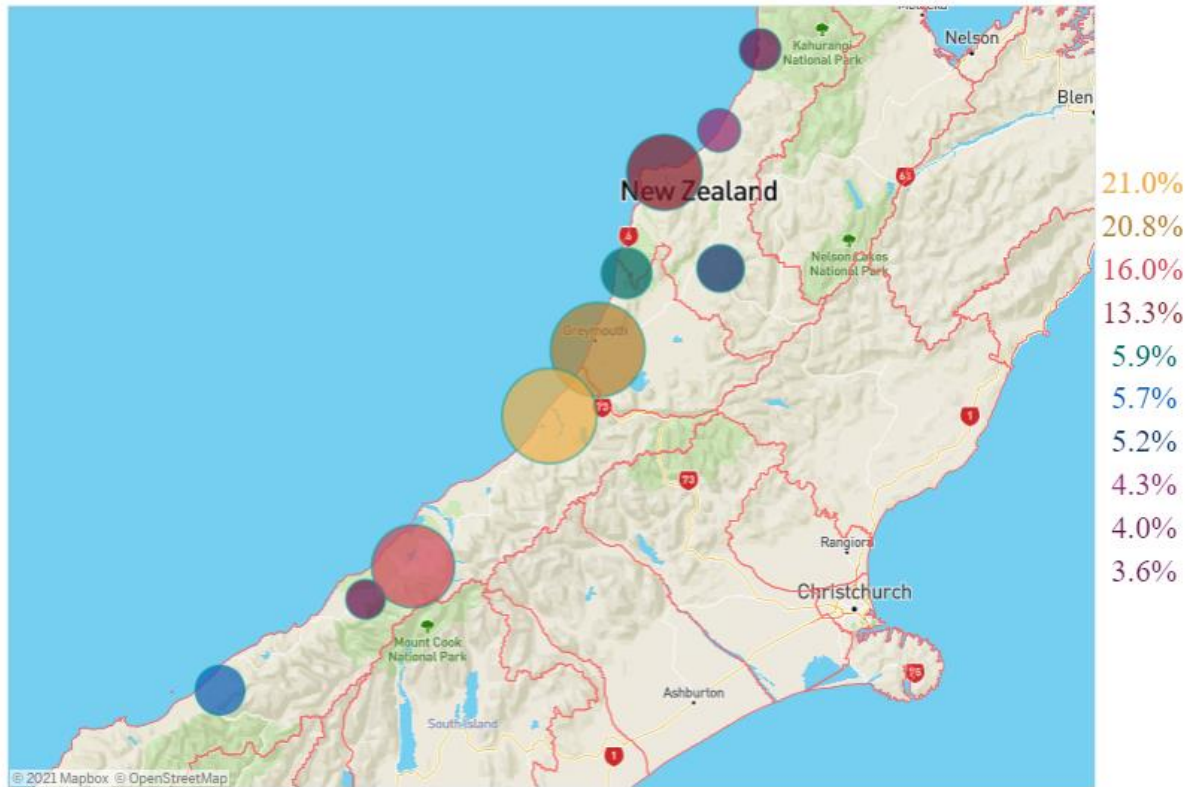 Kahurangi
National Park
Nelson
Blen
New Zealand
63
6
Nelson Lakes
National Park
Greymouth
73
1
73
Rangiora
Christchurch
Mount Cook
National Park
75
Ashburton
South Island
1
21.0%
20.8%
16.0%
13.3%
5.9%
5.7%
5.2%
4.3%
4.0%
3.6%
© 2021 Mapbox © OpenStreetMap